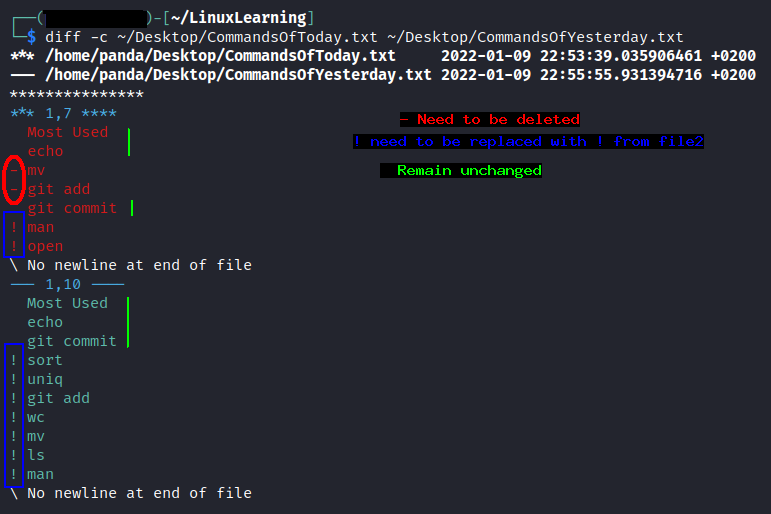 [~/LinuxLearning]
$ diff -c ~/Desktop/CommandsOfToday.txt ~/Desktop/CommandsOfYesterday.txt
*** /home/panda/Desktop/CommandsOfToday.txt 2022-01-09 22:53:39.035906461 +0200
--- /home/panda/Desktop/CommandsOfYesterday.txt 2022-01-09 22:55:55.931394716 +0200
***************
*** 1,7 ****
- Need to be deleted
Most Used
! need to be replaced with ! from file2
echo
- mv
Remain unchanged
- git add
git commit
! man
! open
\ No newline at end of file
--- 1,10 ----
Most Used
echo
git commit
! sort
! uniq
! git add
! wc
! mv
! ls
! man
\ No newline at end of file